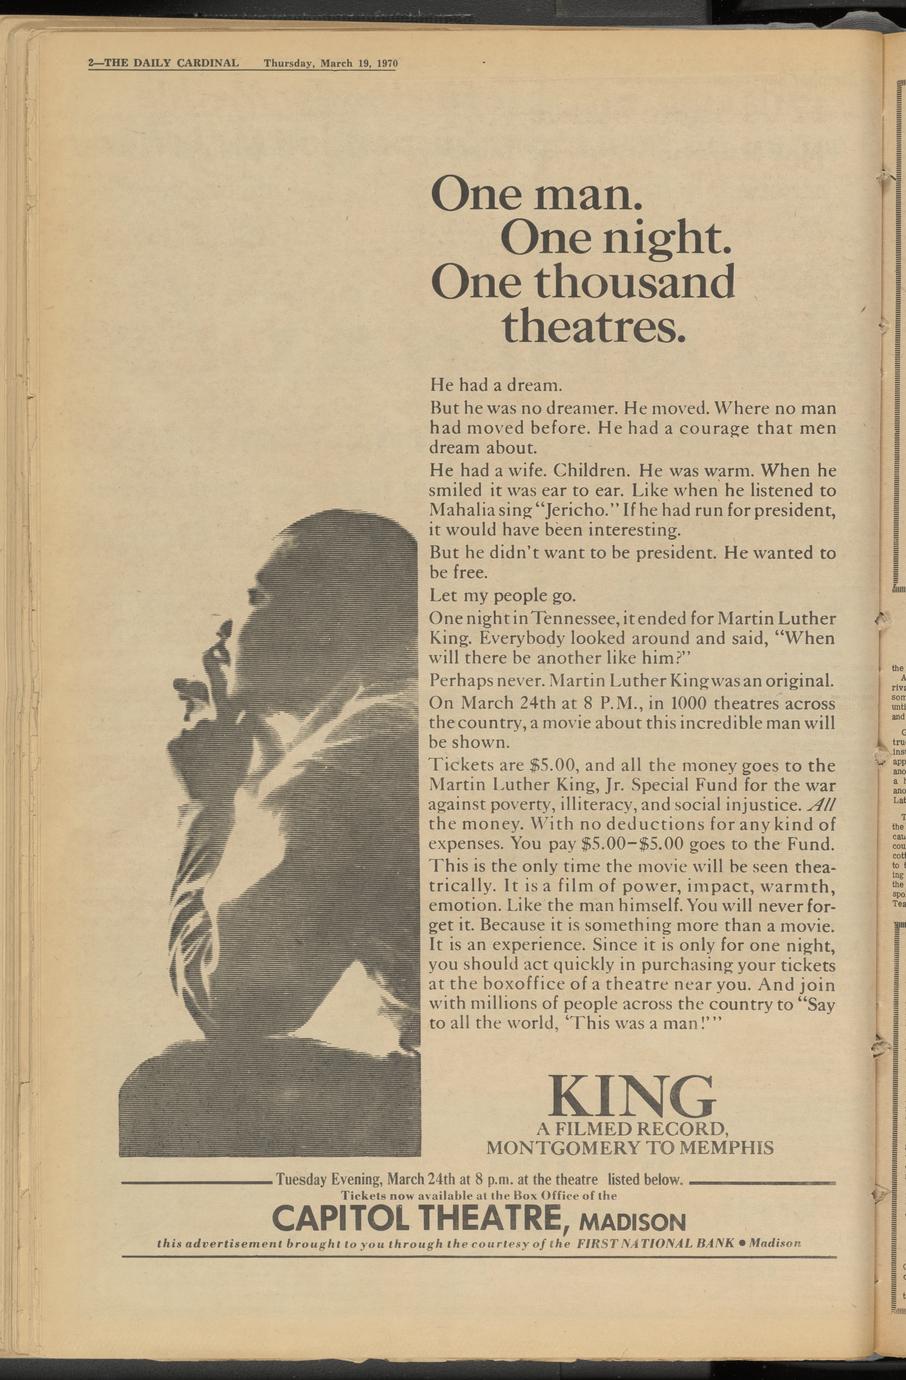 2—THE DAILY CARDINAL Thursday, March 19, 1970
One man.
One night.
One thousand
theatres.
He had a dream.
But he was no dreamer. He moved. Where no man
had moved before. He had a courage that men
dream about.
He had a wife. Children. He was warm. When he
smiled it was ear to ear. Like when he listened to
Mahalia sing “Jericho.” If he had run for president,
it would have been interesting.
But he didn’t want to be president. He wanted to
be free.
Let my people go.
One night in Tennessee, it ended for Martin Luther
King. Everybody looked around and said, “When
will there be another like him?”
Perhaps never. Martin Luther King was an original.
On March 24th at 8 P.M., in 1000 theatres across
the country, a movie about this incredible man will
be shown.
Tickets are $5.00, and all the money goes to the
Martin Luther King, Jr. Special Fund for the war
against poverty, illiteracy, and social injustice. All
the money. With no deductions for any kind of
expenses. You pay $5.00–$5.00 goes to the Fund.
This is the only time the movie will be seen thea-
trically. It is a film of power, impact, warmth,
emotion. Like the man himself. You will never for-
get it. Because it is something more than a movie.
It is an experience. Since it is only for one night,
you should act quickly in purchasing your tickets
at the boxoffice of a theatre near you. And join
with millions of people across the country to “Say
to all the world, ‘This was a man!’”
KING
A FILMED RECORD,
MONTGOMERY TO MEMPHIS
Tuesday Evening, March 24th at 8 p.m. at the theatre listed below.
Tickets now available at the Box Office of the
CAPITOL THEATRE, MADISON
this advertisement brought to you through the courtesy of the FIRST NATIONAL BANK • Madison